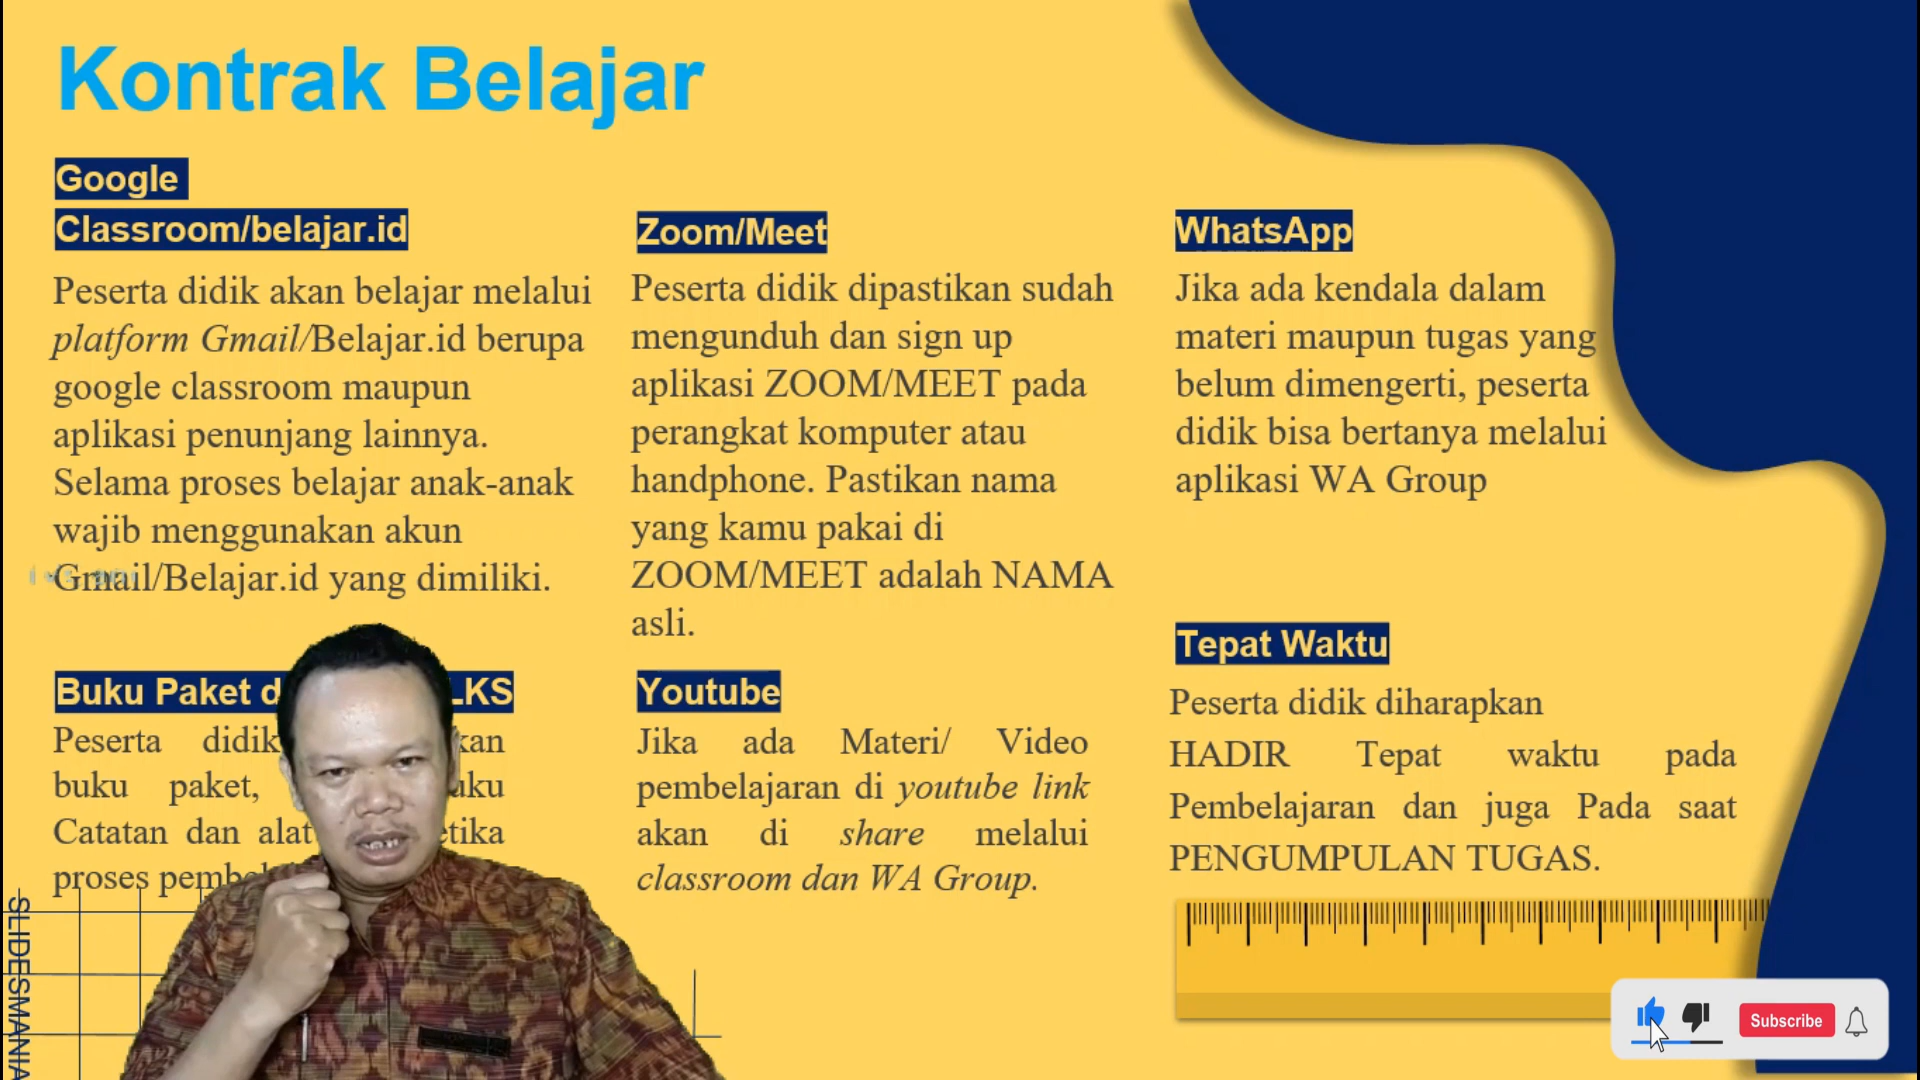 Kontrak Belajar
Google
Classroom/belajar.id
Peserta didik akan belajar melalui
platform Gmail/Belajar.id berupa
google classroom maupun
aplikasi penunjang lainnya.
Selama proses belajar anak-anak
wajib menggunakan akun
Gmail/Belajar.id yang dimiliki.
Zoom/Meet
Peserta didik dipastikan sudah
mengunduh dan sign up
aplikasi ZOOM/MEET pada
perangkat komputer atau
handphone. Pastikan nama
yang kamu pakai di
ZOOM/MEET adalah NAMA
asli.
WhatsApp
Jika ada kendala dalam
materi maupun tugas yang
belum dimengerti, peserta
didik bisa bertanya melalui
aplikasi WA Group
Buku Paket LKS
Peserta didik
buku paket,
Catatan dan alat
proses
Youtube
Jika ada Materi/ Video
pembelajaran di youtube link
akan di share melalui
classroom dan WA Group.
Tepat Waktu
Peserta didik diharapkan
HADIR Tepat waktu pada
Pembelajaran dan juga Pada saat
PENGUMPULAN TUGAS.
SLIDESMANIA
Subscribe